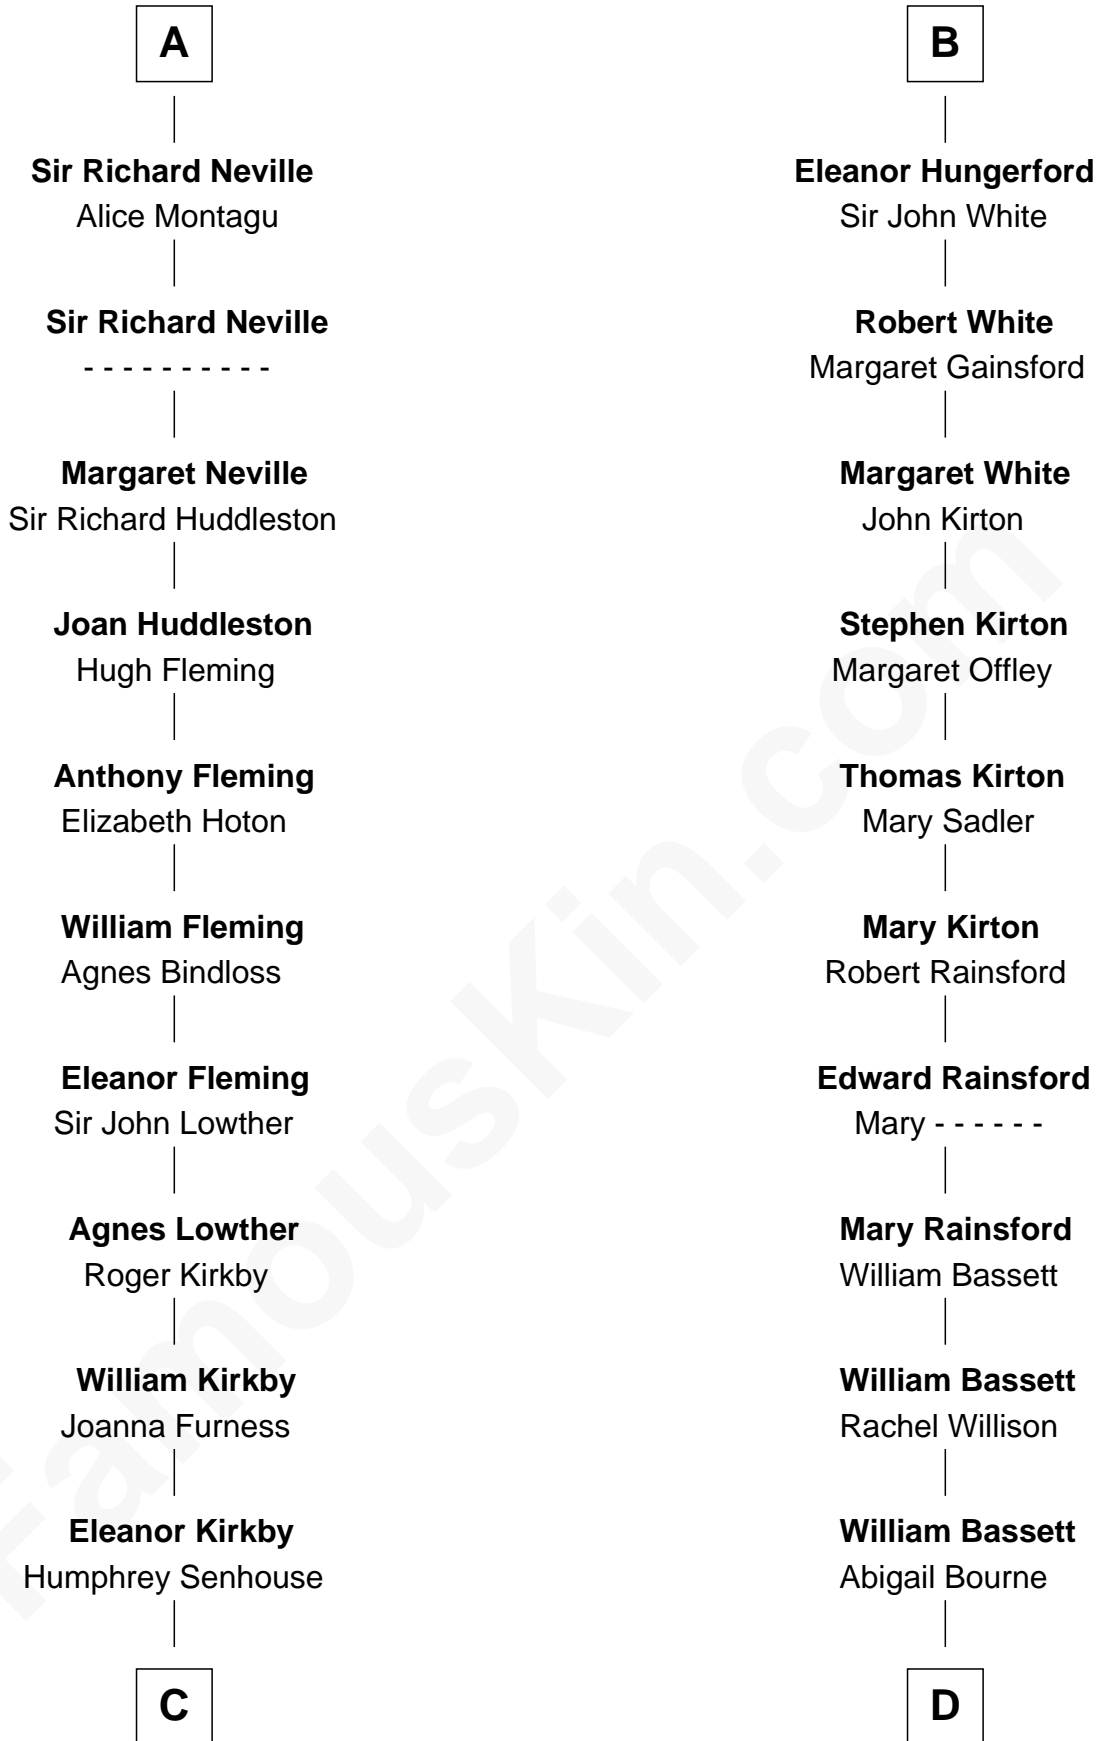 A
Sir Richard Neville
Alice Montagu
Sir Richard Neville
- - - - - - - - - -
Margaret Neville
Sir Richard Huddleston
Joan Huddleston
Hugh Fleming
Anthony Fleming
Elizabeth Hoton
William Fleming
Agnes Bindloss
Eleanor Fleming
Sir John Lowther
Agnes Lowther
Roger Kirkby
William Kirkby
Joanna Furness
Eleanor Kirkby
Humphrey Senhouse
C
B
Eleanor Hungerford
Sir John White
Robert White
Margaret Gainsford
Margaret White
John Kirton
Stephen Kirton
Margaret Offley
Thomas Kirton
Mary Sadler
Mary Kirton
Robert Rainsford
Edward Rainsford
Mary - - - - - -
Mary Rainsford
William Bassett
William Bassett
Rachel Willison
William Bassett
Abigail Bourne
D
FamousKin.com